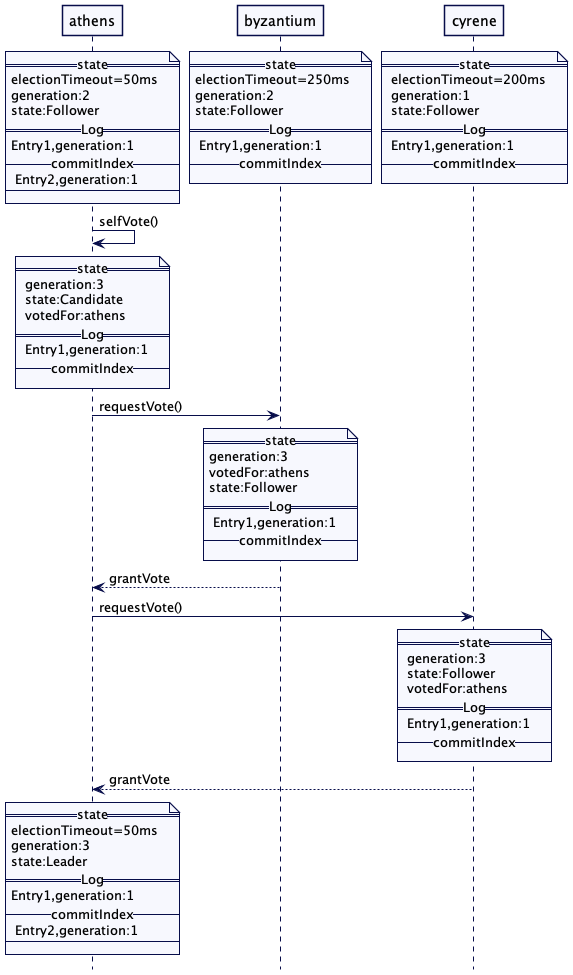 athens
byzantium
cyrene
state
electionTimeout=50ms
generation:2
state:Follower
Log
Entry1,generation:1
commitIndex
Entry2,generation:1
state
electionTimeout=250ms
generation:2
state:Follower
Log
Entry1,generation:1
commitIndex
state
electionTimeout=200ms
generation:1
state:Follower
Log
Entry1,generation:1
commitIndex
selfVote()
state
generation:3
state:Candidate
votedFor:athens
Log
Entry1,generation:1
commitIndex
requestVote()
state
generation:3
votedFor:athens
state:Follower
Log
Entry1,generation:1
commitIndex
grantVote
requestVote()
state
generation:3
state:Follower
votedFor:athens
Log
Entry1,generation:1
commitIndex
grantVote
state
electionTimeout=50ms
generation:3
state:Leader
Log
Entry1,generation:1
commitIndex
Entry2,generation:1